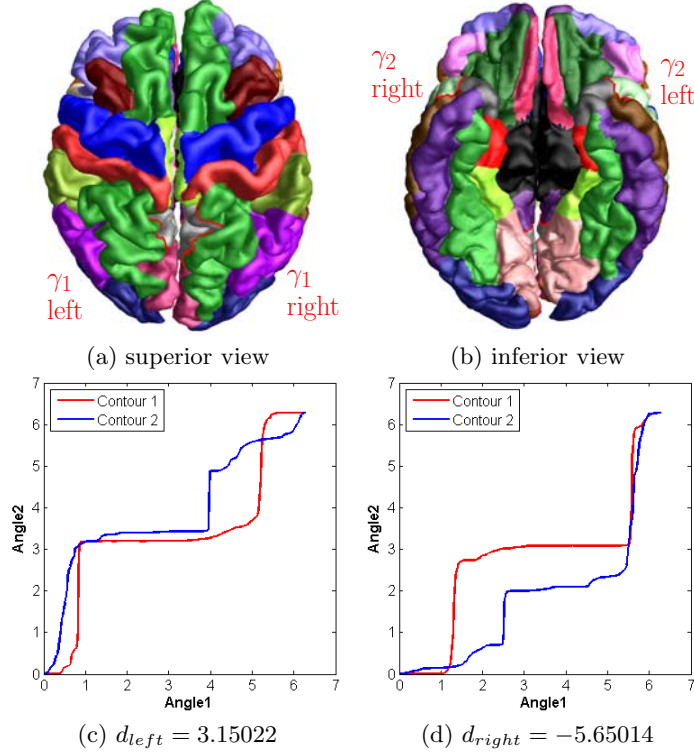 γ2
right
γ2
left
γ1
left
γ1
right
(a) superior view
(b) inferior view
7
6
5
4
3
2
1
0
Angle2
Contour 1
Contour 2
0 1 2 3 4 5 6 7
Angle1
7
6
5
4
3
2
1
0
Angle2
Contour 1
Contour 2
0 1 2 3 4 5 6 7
Angle1
(c) dleft = 3.15022
(d) dright = −5.65014